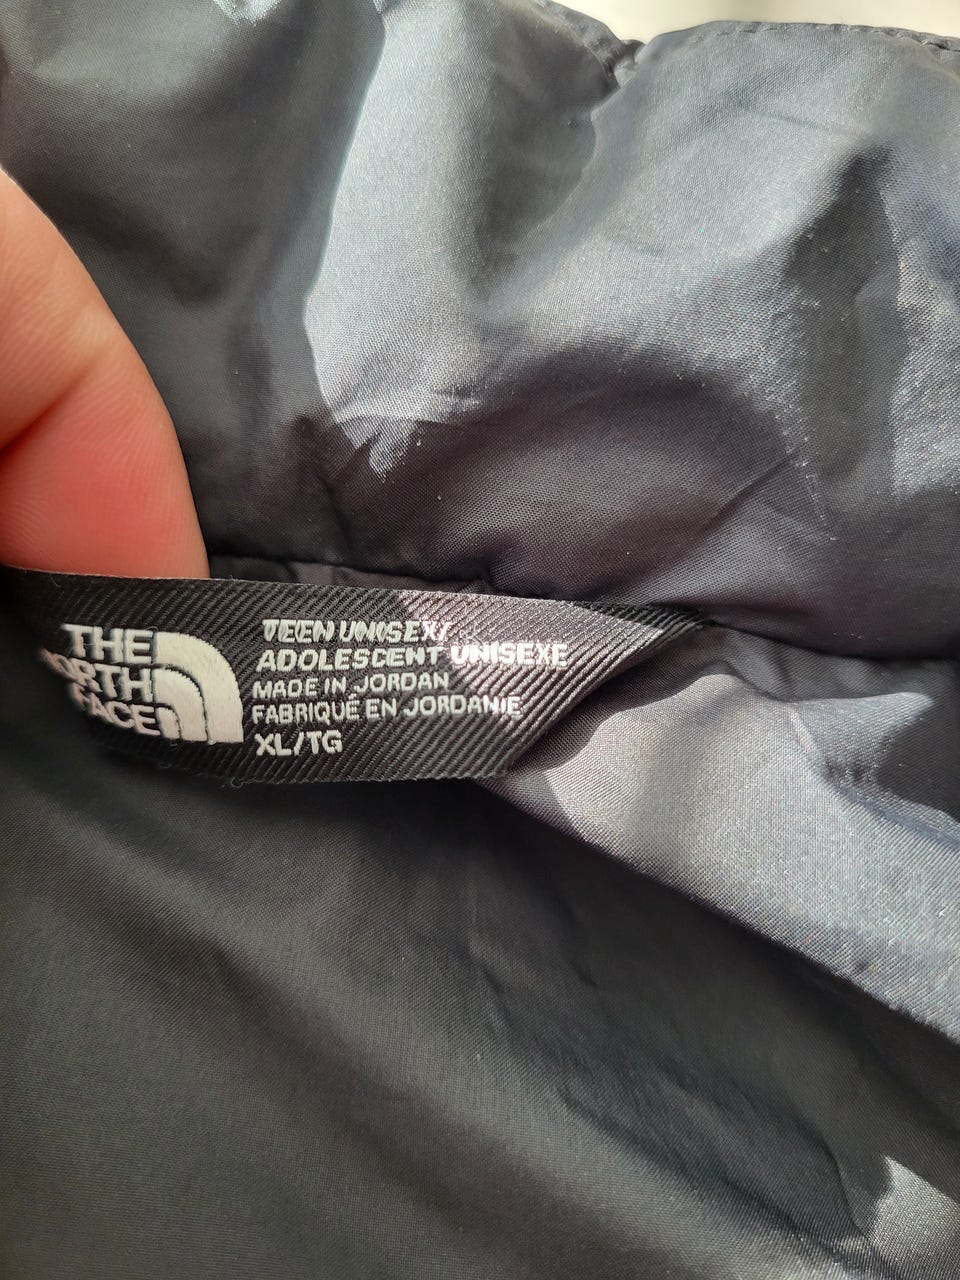 THE
NORTH
FACE
TEEN UNISEX/
ADOLESCENT UNISEXE
MADE IN JORDAN
FABRIQUÉ EN JORDANIE
XL/TG